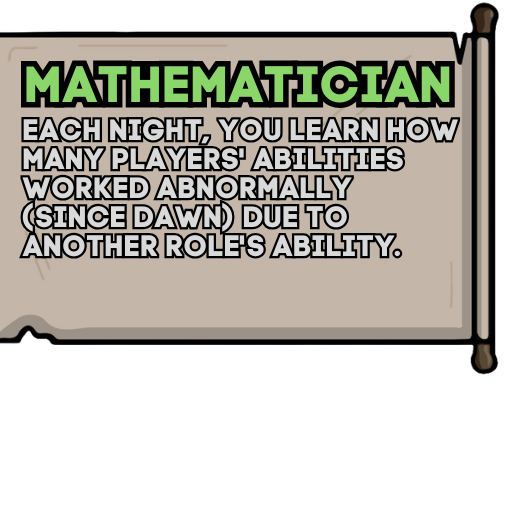 MATHEMATICIAN
EACH NIGHT, YOU LEARN HOW
MANY PLAYERS' ABILITIES
WORKED ABNORMALLY
(SINCE DAWN) DUE TO
ANOTHER ROLE'S ABILITY.